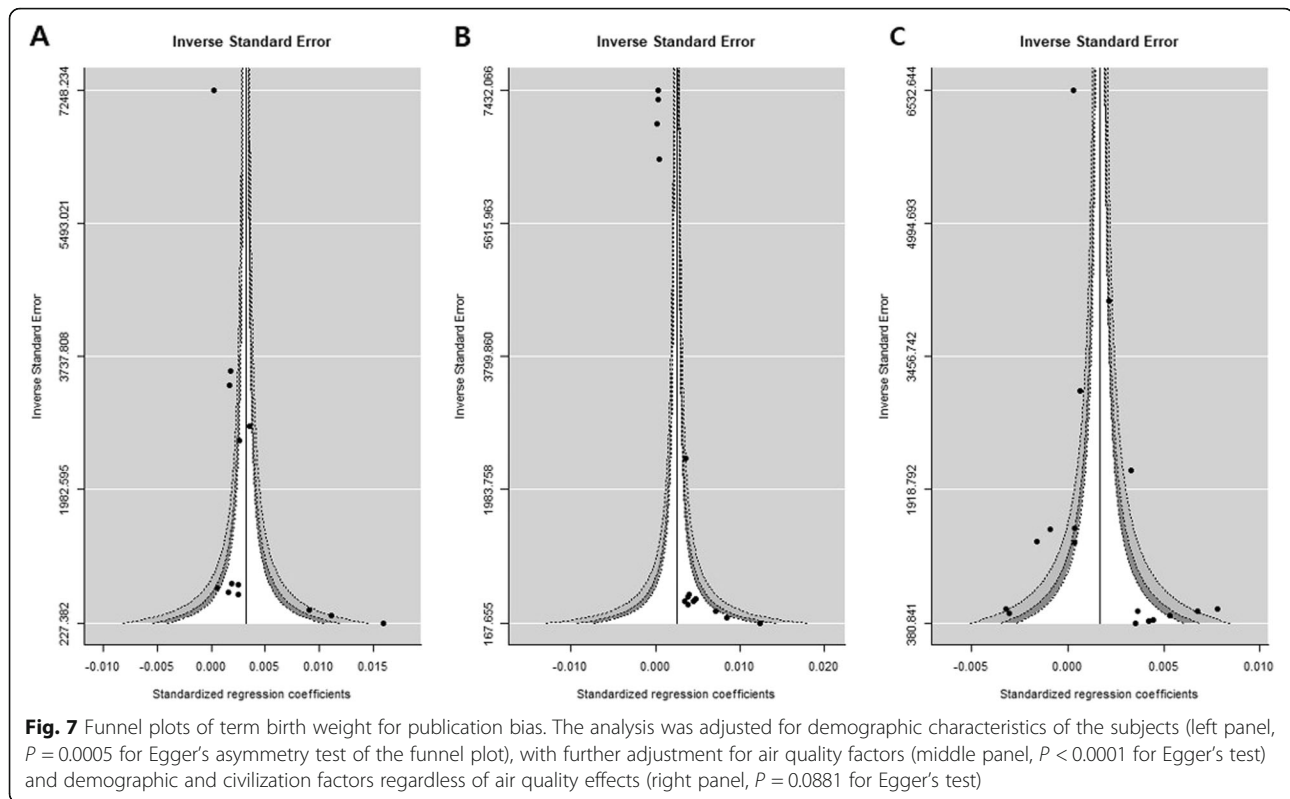 A
Inverse Standard Error
Inverse Standard Error
7248.234
5493.021
3737.808
1982.595
227.382
-0.010 -0.005 0.000 0.005 0.010 0.015
Standardized regression coefficients
B
Inverse Standard Error
Inverse Standard Error
7432.066
5615.963
3799.860
1983.758
167.655
-0.010 0.000 0.010 0.020
Standardized regression coefficients
C
Inverse Standard Error
Inverse Standard Error
6532.644
4994.693
3456.742
1918.792
380.841
-0.005 0.000 0.005 0.010
Standardized regression coefficients
Fig. 7 Funnel plots of term birth weight for publication bias. The analysis was adjusted for demographic characteristics of the subjects (left panel,
P = 0.0005 for Egger's asymmetry test of the funnel plot), with further adjustment for air quality factors (middle panel, P < 0.0001 for Egger's test)
and demographic and civilization factors regardless of air quality effects (right panel, P = 0.0881 for Egger's test)